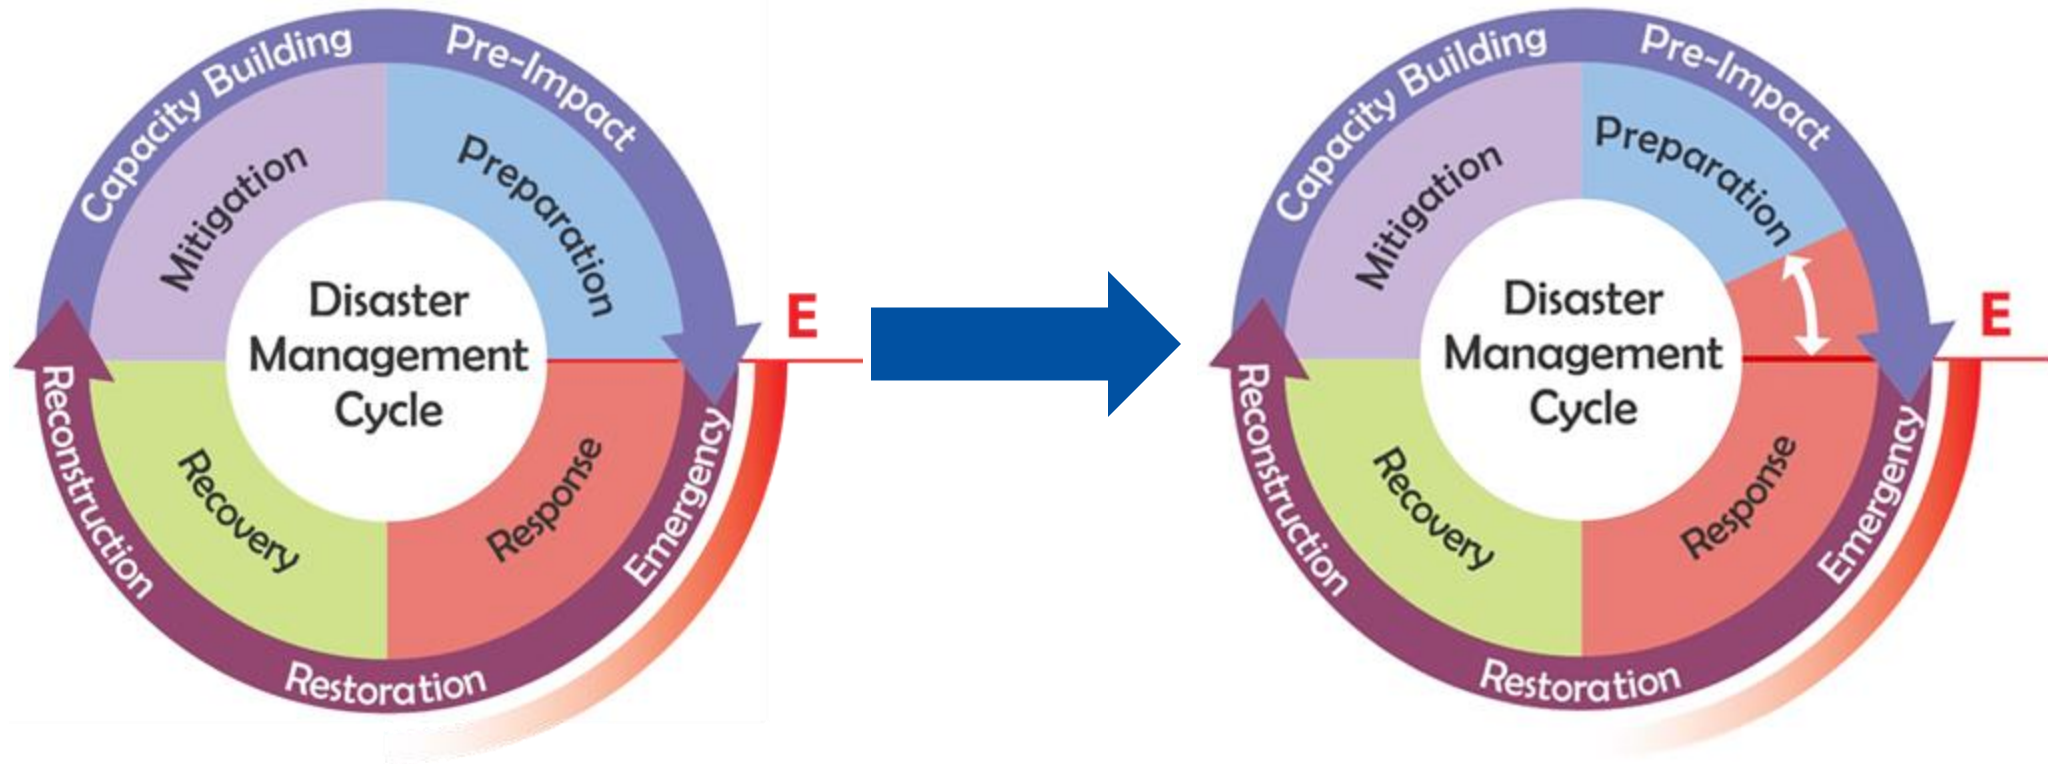 Capacity Building
Pre-Impact
Mitigation
Preparation
Disaster
Management
Cycle
E
Reconstruction
Recovery
Response
Emergency
Restoration
Capacity Building
Pre-Impact
Mitigation
Preparation
Disaster
Management
Cycle
E
Reconstruction
Recovery
Response
Emergency
Restoration